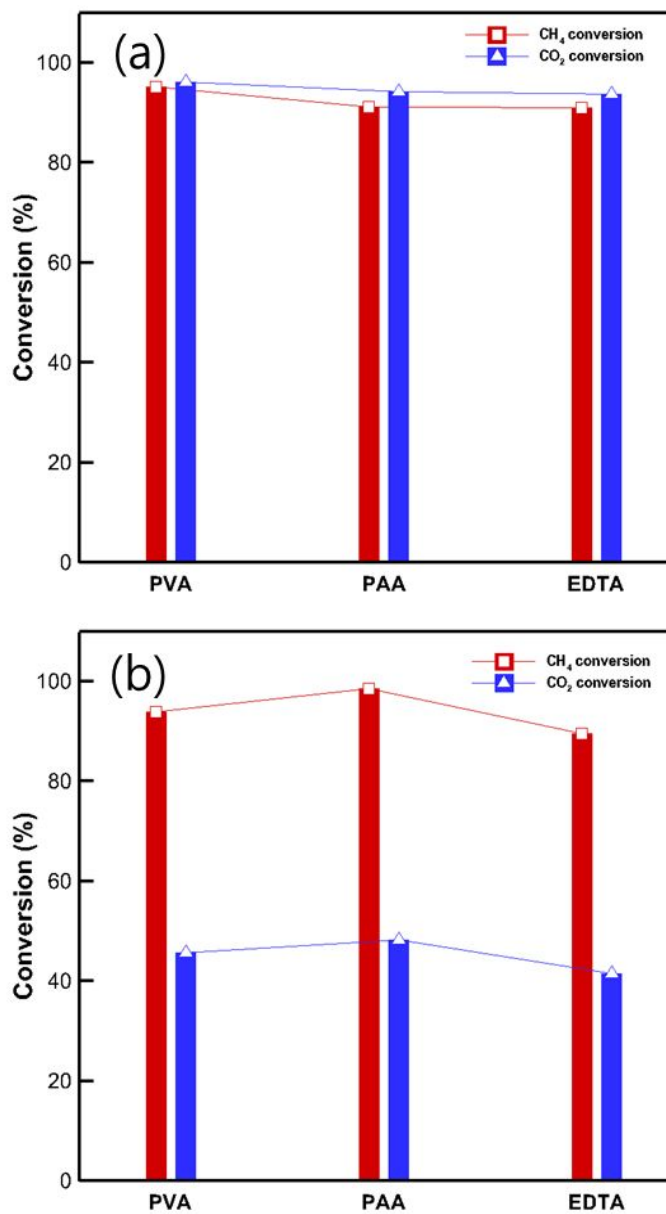 (a)
CH₄ conversion
CO₂ conversion
100
80
60
40
20
0
Conversion (%)
PVA PAA EDTA
(b)
CH₄ conversion
CO₂ conversion
100
80
60
40
20
0
Conversion (%)
PVA PAA EDTA